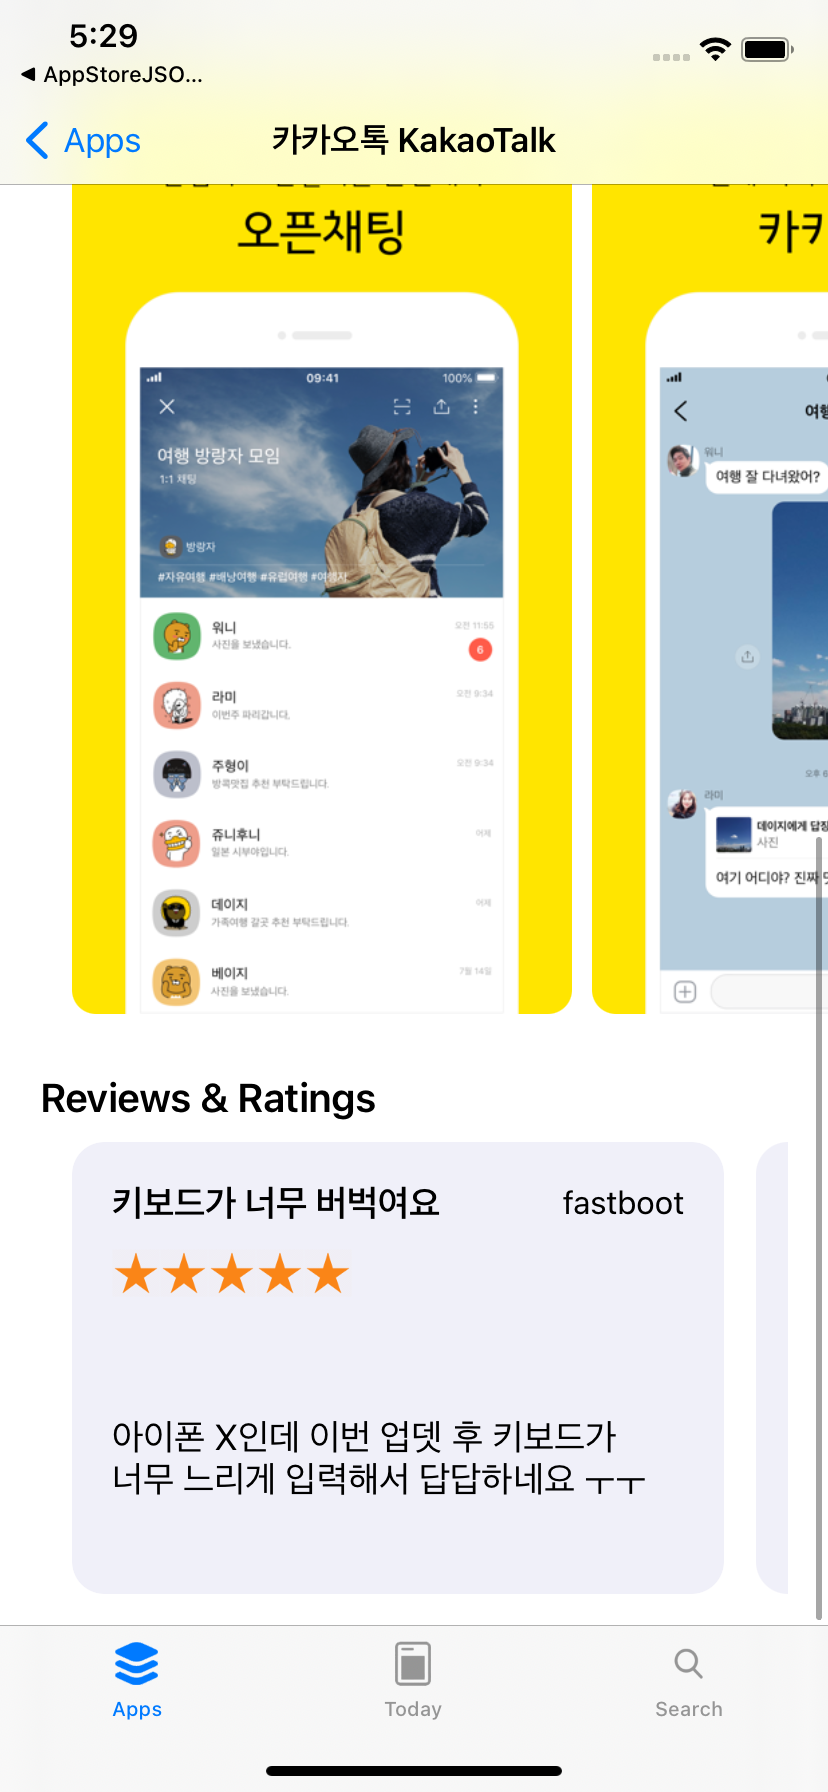 5:29
AppStoreJSO...
Apps
카카오톡 KakaoTalk
오픈채팅
09:41
100%
여행 방랑자 모임
1:1 채팅
방랑자
#자유여행 #배낭여행 #유럽여행 #여행자
워니
오전 11:55
사진을 보냈습니다.
6
라미
오전 9:34
이번주 파리갑니다.
주형이
오전 9:34
방콕맛집 추천 부탁드립니다.
쥬니후니
어제
일본 시부야입니다.
데이지
어제
가족여행 갈곳 추천 부탁드립니다.
베이지
7월 14일
사진을 보냈습니다.
카카
여행
워니
여행 잘 다녀왔어?
오후 6
라미
데이지에게 답장
사진
여기 어디야? 진짜
Reviews & Ratings
키보드가 너무 버벅여요
fastboot
★★★★★
아이폰 X인데 이번 업뎃 후 키보드가
너무 느리게 입력해서 답답하네요 ㅜㅜ
Apps
Today
Search